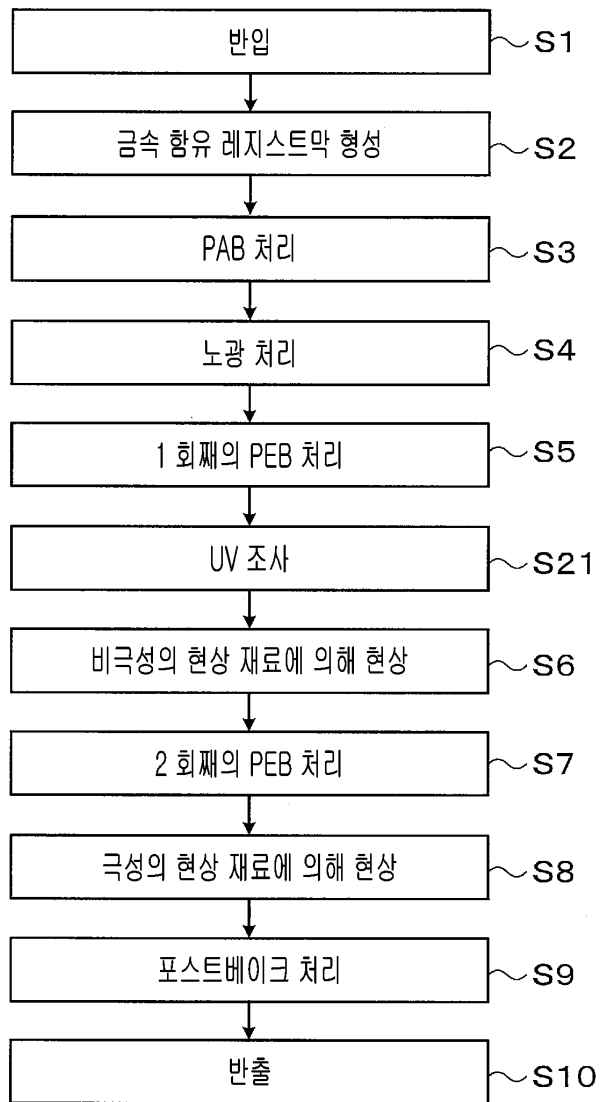 반입 S1
금속 함유 레지스트막 형성 S2
PAB 처리 S3
노광 처리 S4
1 회째의 PEB 처리 S5
UV 조사 S21
비극성의 현상 재료에 의해 현상 S6
2 회째의 PEB 처리 S7
극성의 현상 재료에 의해 현상 S8
포스트베이크 처리 S9
반출 S10